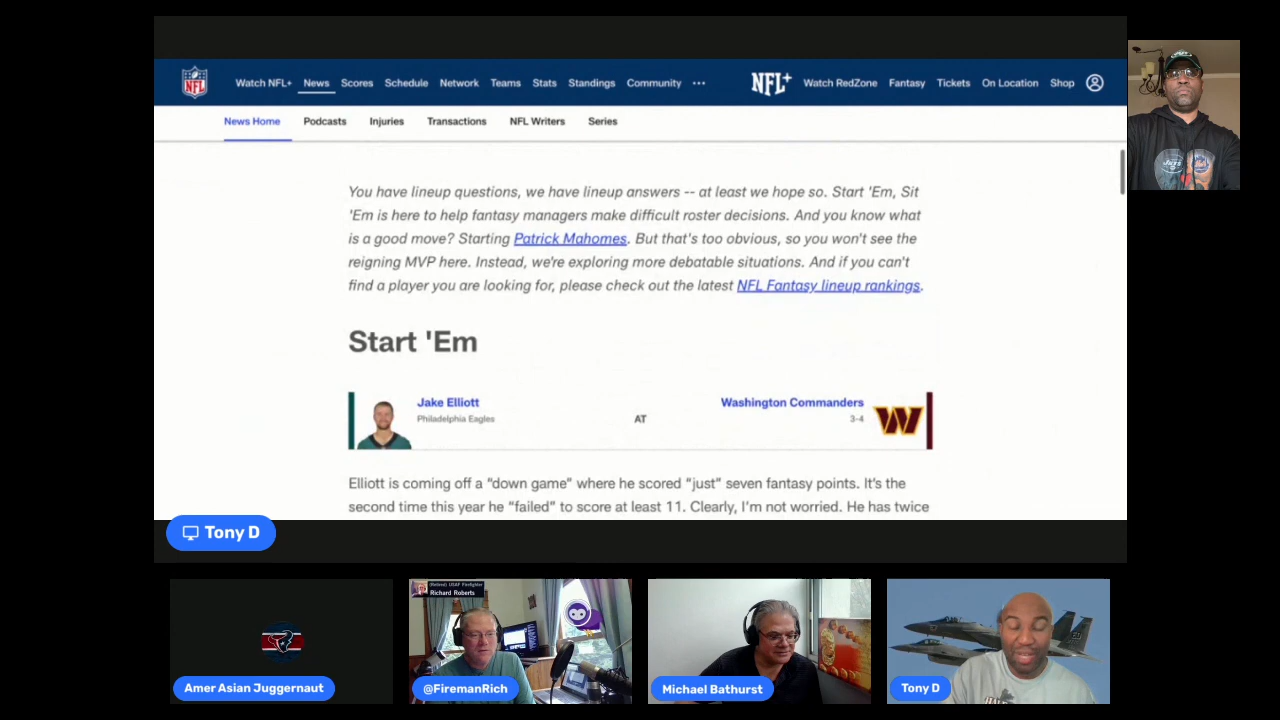 NFL
Watch NFL+ News Scores Schedule Network Teams Stats Standings Community ••• NFL+ Watch RedZone Fantasy Tickets On Location Shop
News Home Podcasts Injuries Transactions NFL Writers Series
You have lineup questions, we have lineup answers -- at least we hope so. Start 'Em, Sit
'Em is here to help fantasy managers make difficult roster decisions. And you know what
is a good move? Starting Patrick Mahomes. But that's too obvious, so you won't see the
reigning MVP here. Instead, we're exploring more debatable situations. And if you can't
find a player you are looking for, please check out the latest NFL Fantasy lineup rankings.
Start 'Em
Jake Elliott Washington Commanders
Philadelphia Eagles AT 3-4
Elliott is coming off a “down game” where he scored “just” seven fantasy points. It's the
second time this year he “failed” to score at least 11. Clearly, I'm not worried. He has twice
Tony D
(Retired) USAF Firefighter
Richard Roberts
Amer Asian Juggernaut @FiremanRich Michael Bathurst Tony D